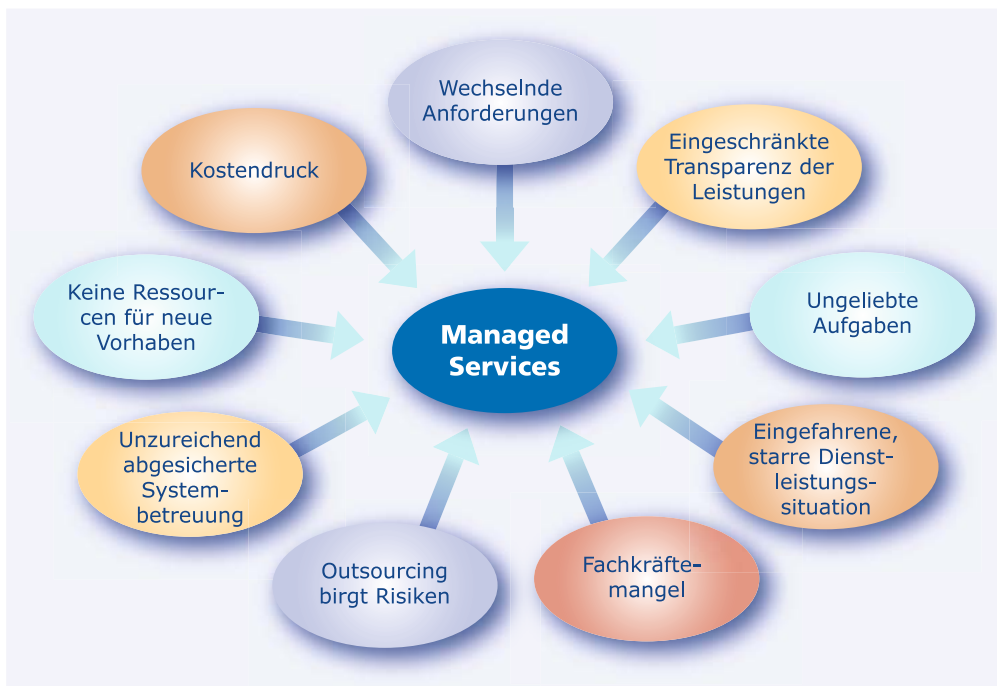 Wechselnde
Anforderungen
Eingeschränkte
Transparenz der
Leistungen
Kostendruck
Keine Ressour-
cen für neue
Vorhaben
Ungeliebte
Aufgaben
Managed
Services
Unzureichend
abgesicherte
System-
betreuung
Eingefahrene,
starre Dienst-
leistungs-
situation
Outsourcing
birgt Risiken
Fachkräfte-
mangel